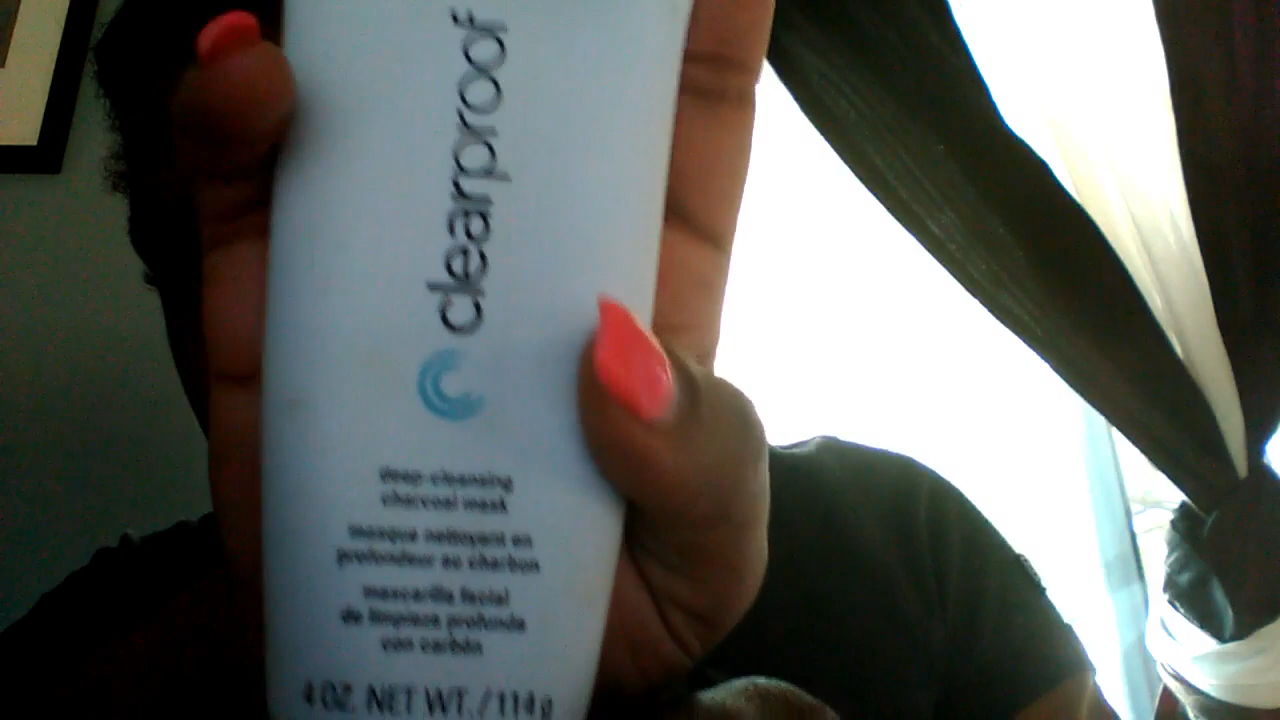 clearproof
deep-cleansing
charcoal mask
masque nettoyant en
profondeur au charbon
mascarilla facial
de limpieza profunda
con carbón
4 OZ. NET WT. / 114 g